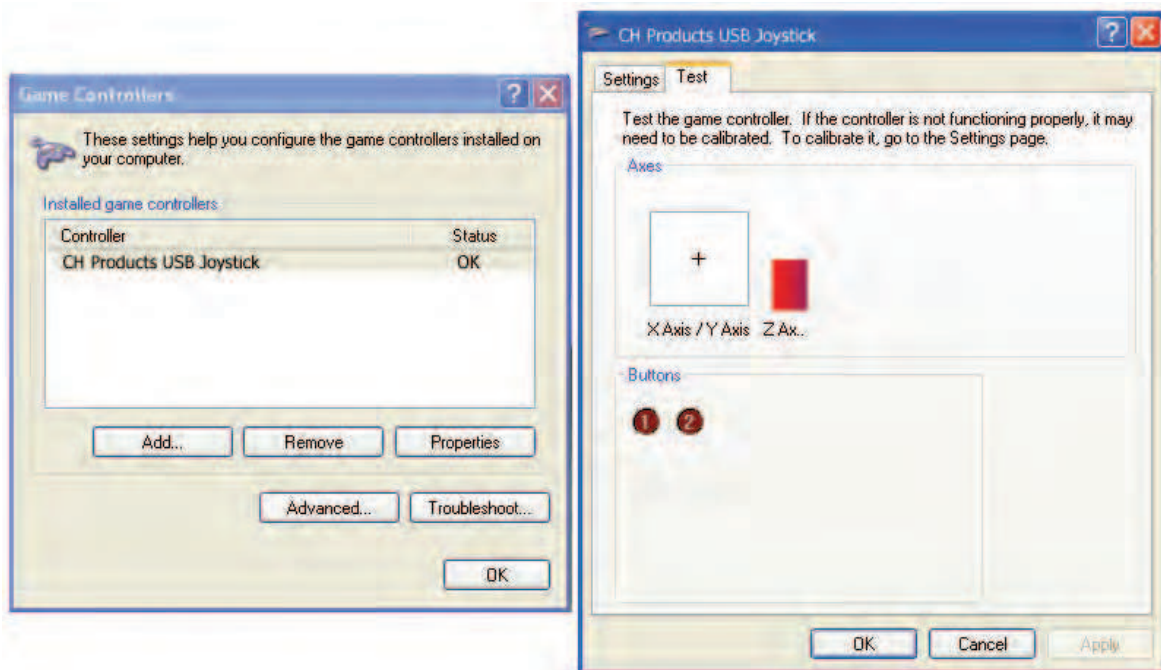 Game Controllers
These settings help you configure the game controllers installed on
your computer.
Installed game controllers
Controller Status
CH Products USB Joystick OK
Add... Remove Properties
Advanced... Troubleshoot...
OK
CH Products USB Joystick
Settings Test
Test the game controller. If the controller is not functioning properly, it may
need to be calibrated. To calibrate it, go to the Settings page.
Axes
X Axis / Y Axis Z Ax..
Buttons
1 2
OK Cancel Apply